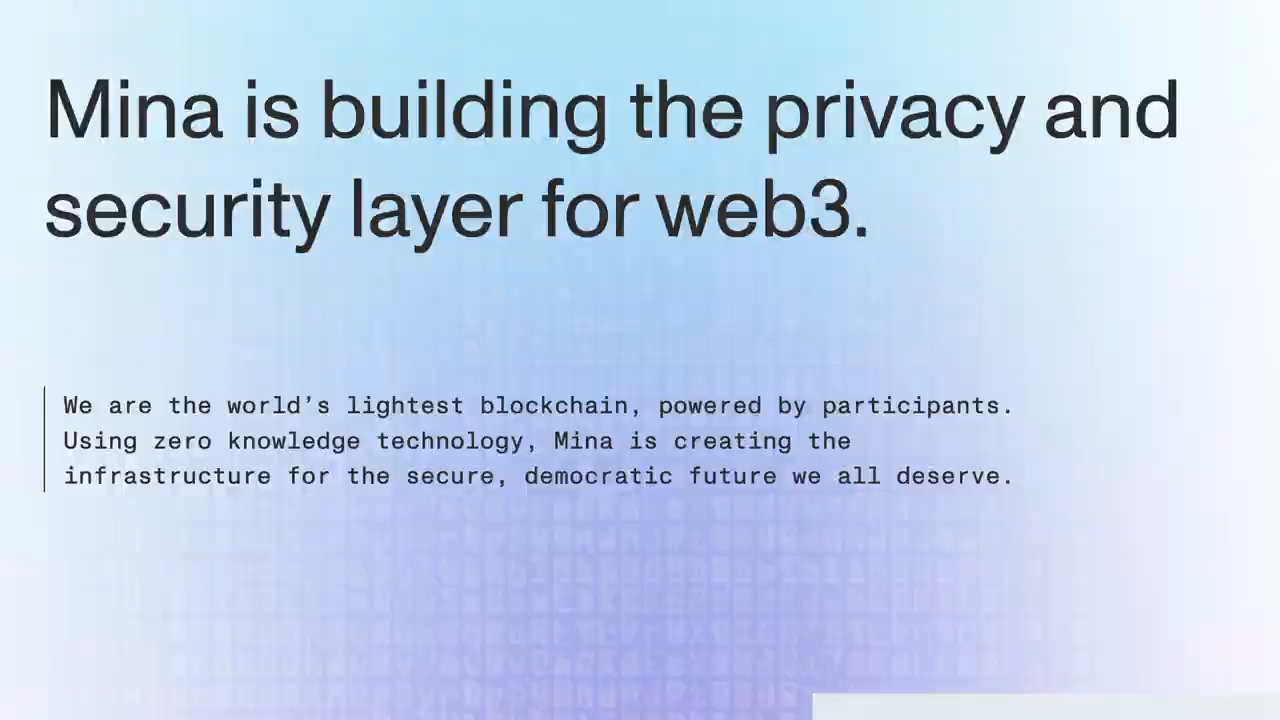 Mina is building the privacy and
security layer for web3.
We are the world’s lightest blockchain, powered by participants.
Using zero knowledge technology, Mina is creating the
infrastructure for the secure, democratic future we all deserve.